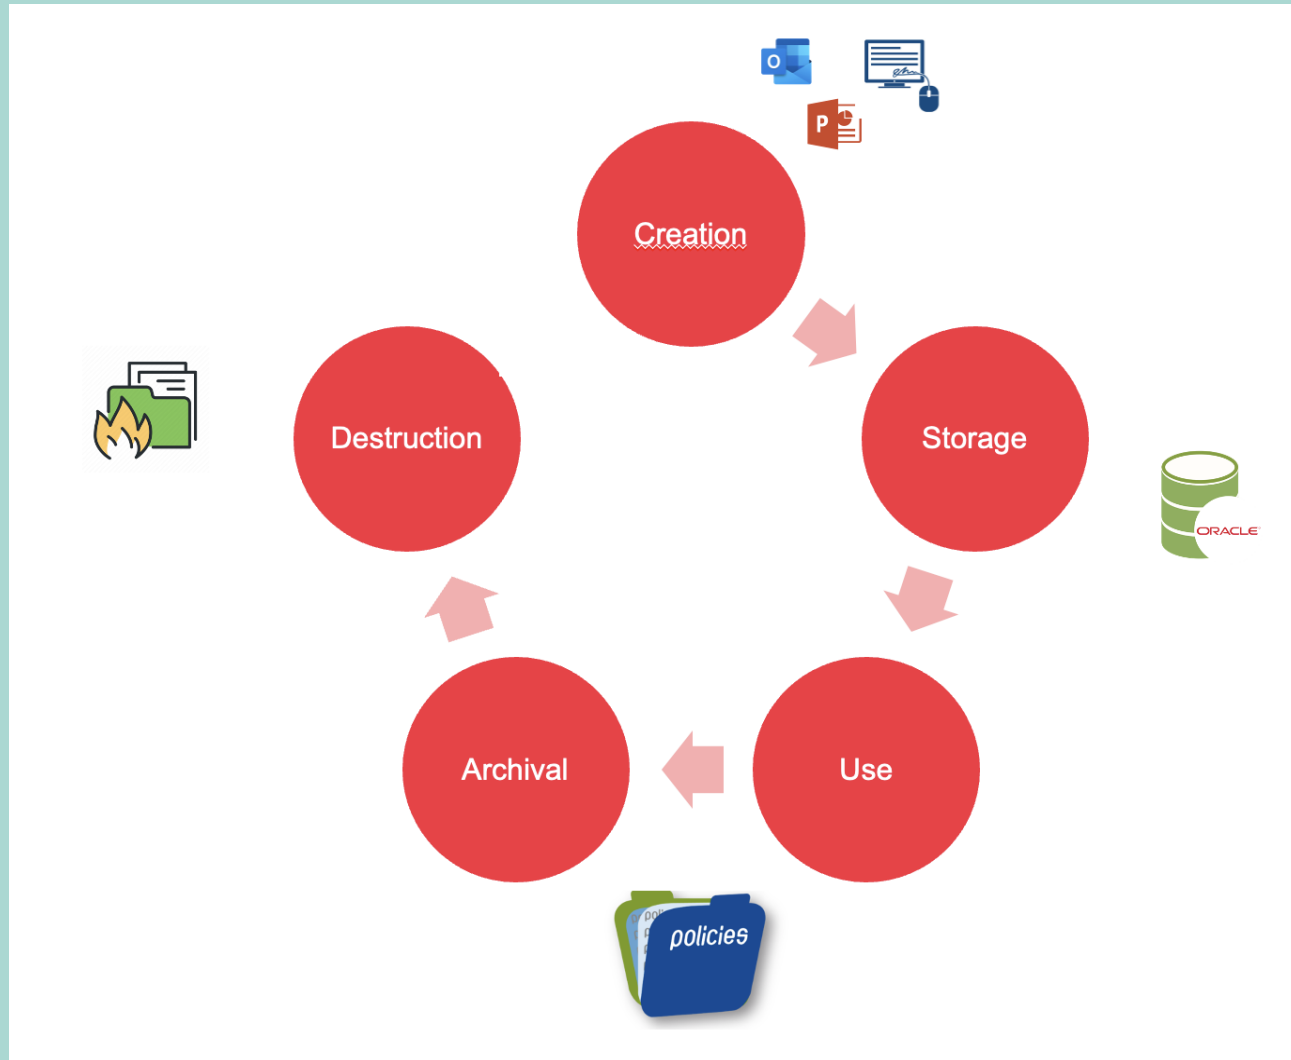 O
P
Creation
Destruction
Storage
ORACLE
Archival
Use
policies